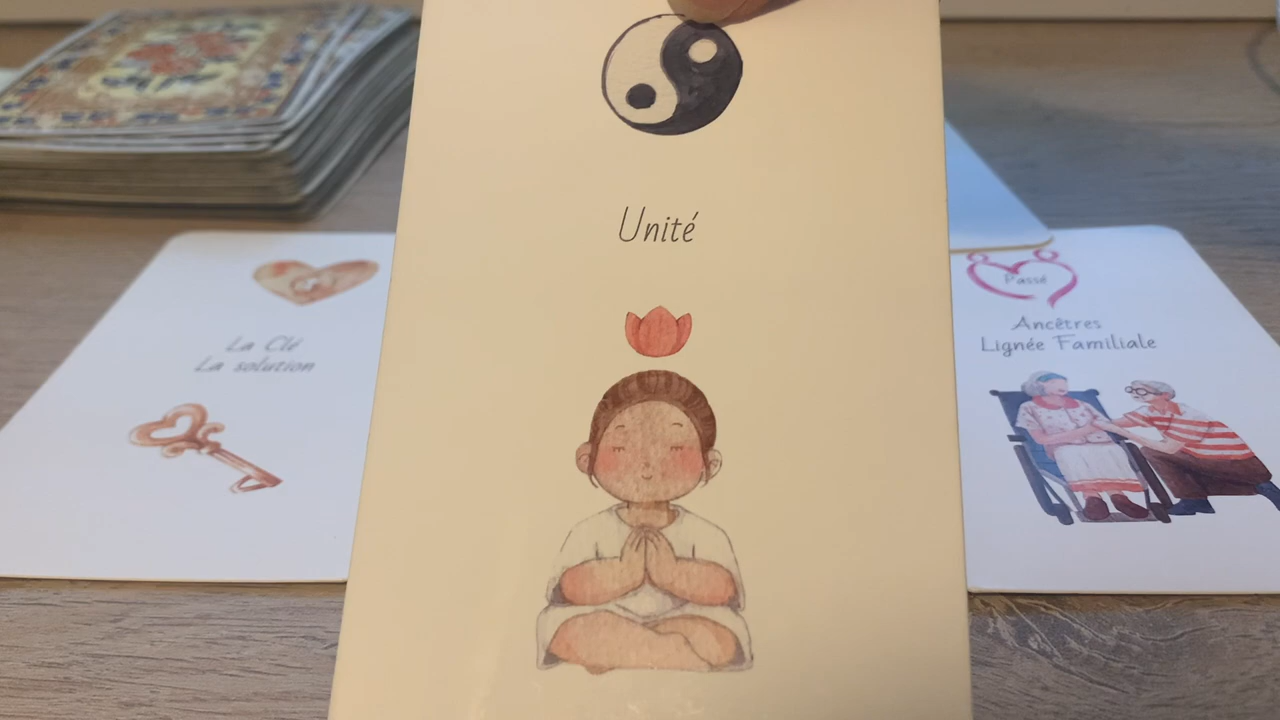 Unité
La Clé
La solution
Passé
Ancêtres
Lignée Familiale